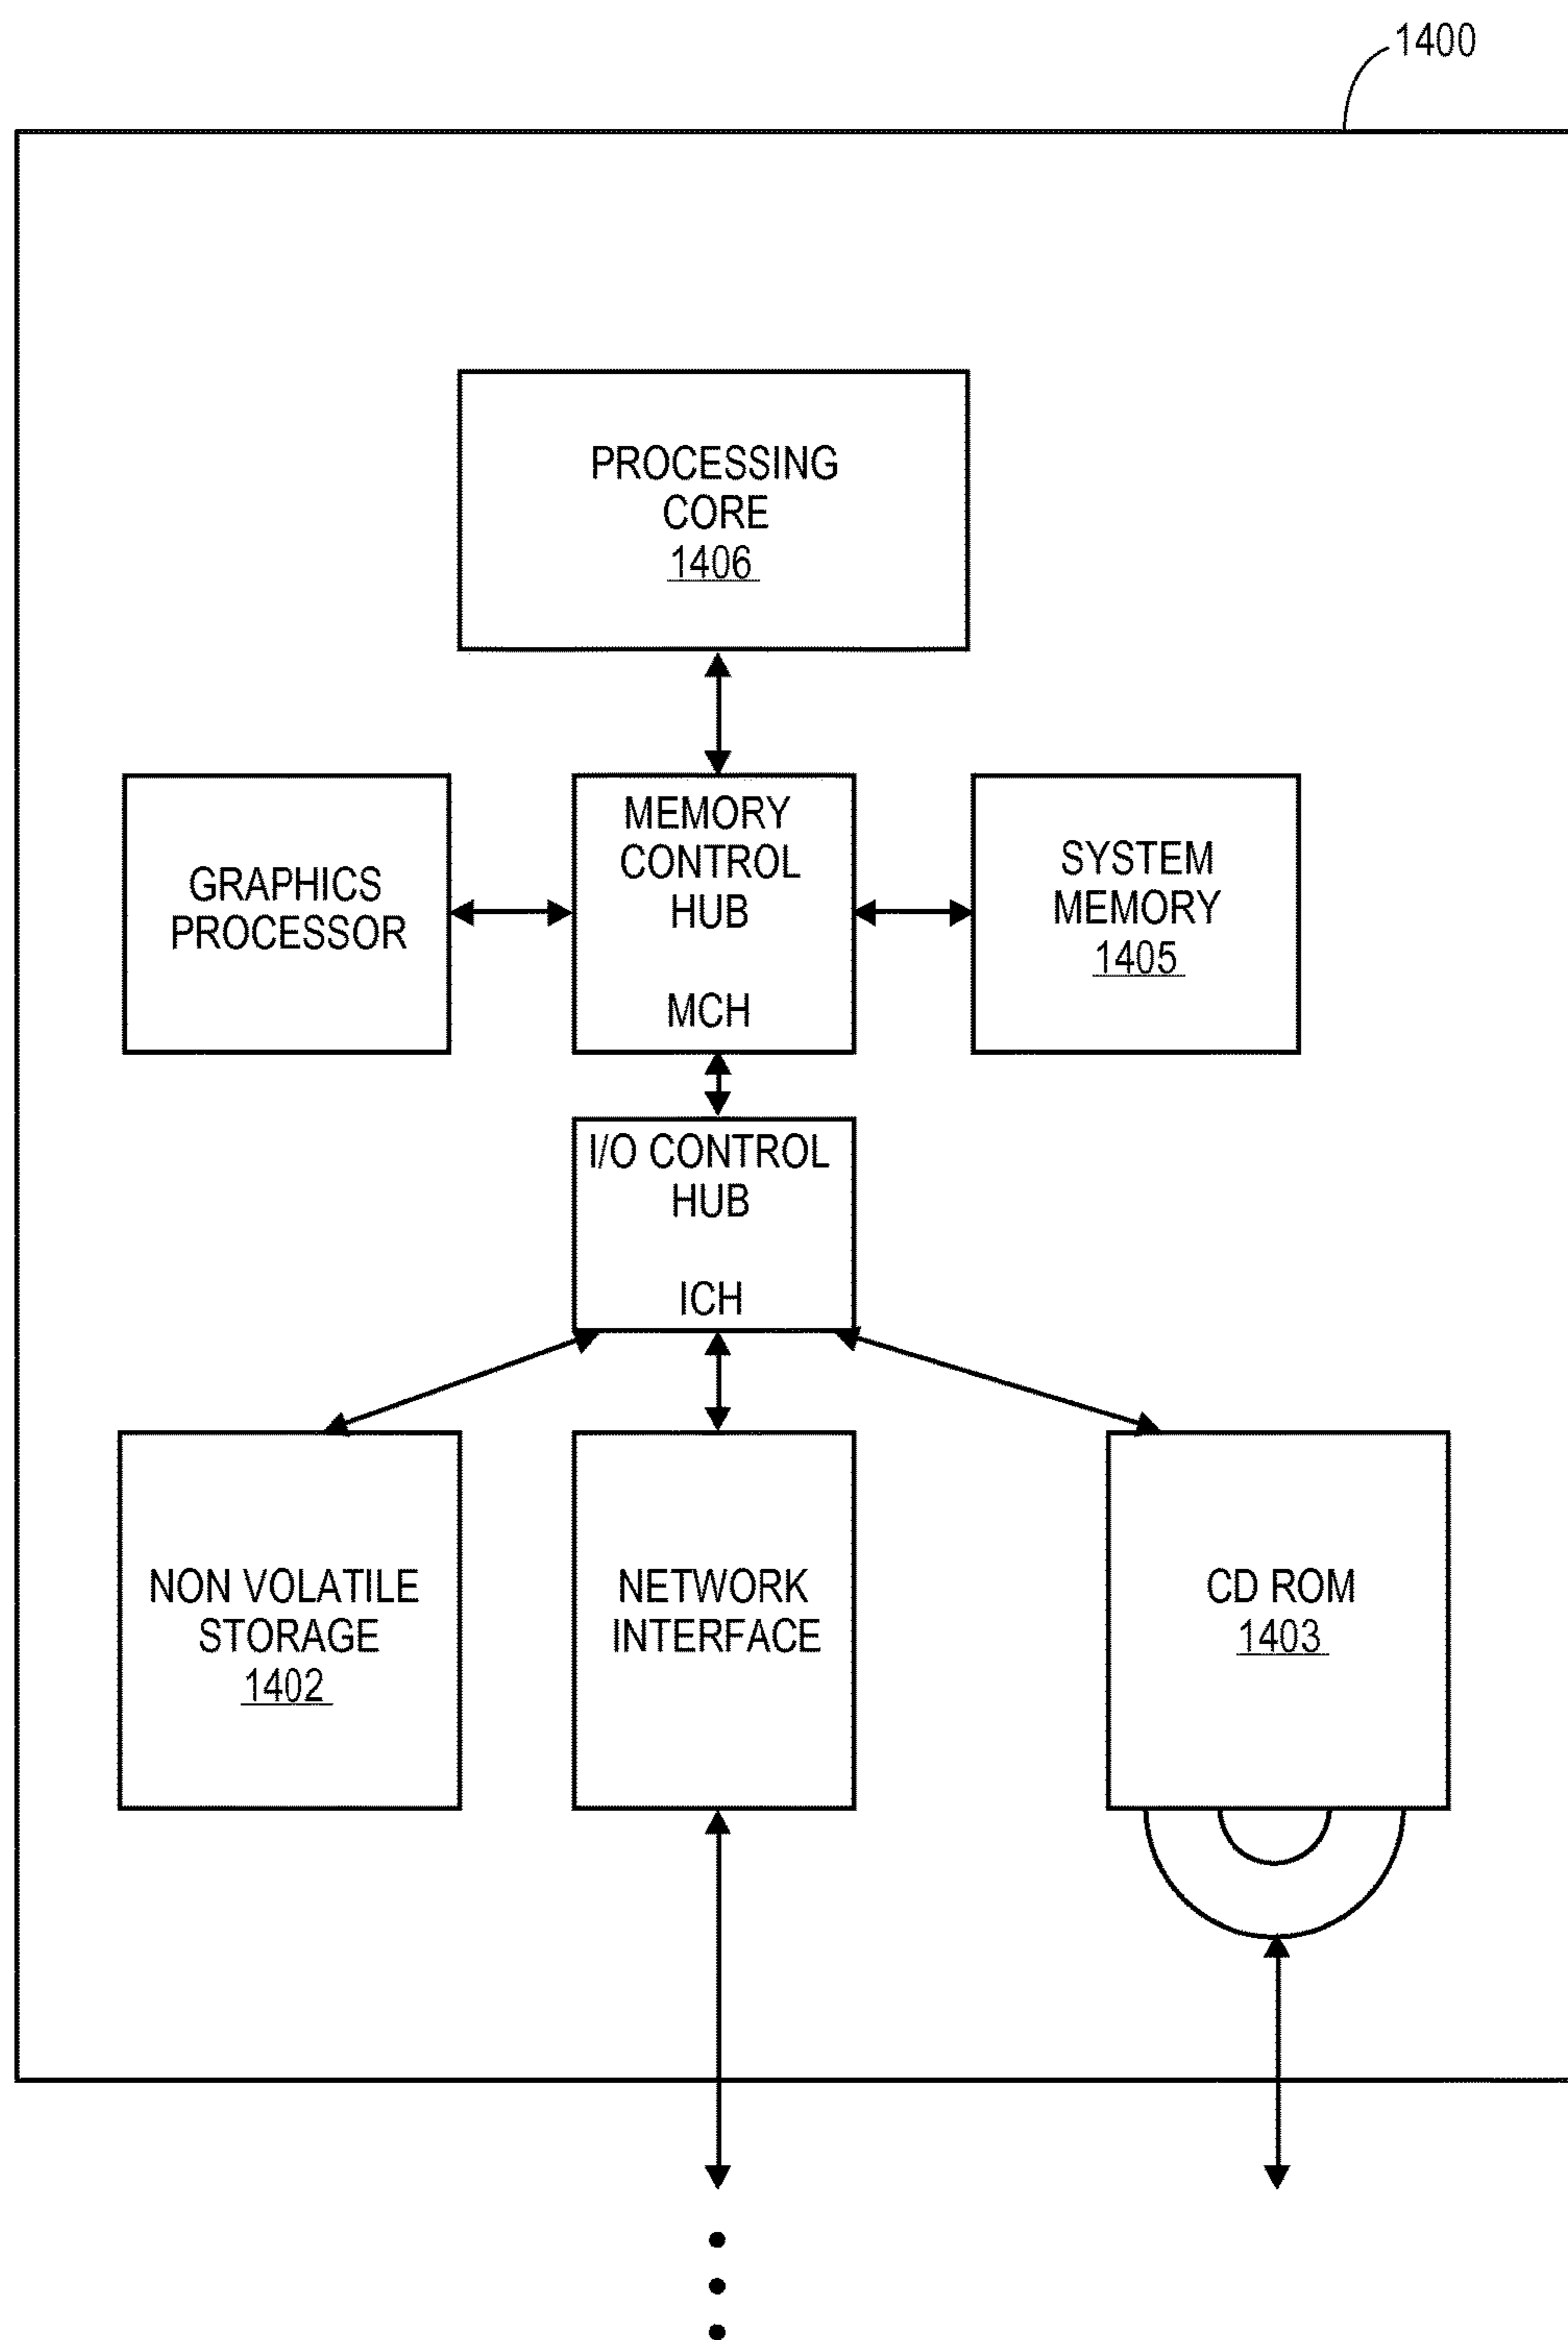 1400
PROCESSING
CORE
1406
GRAPHICS
PROCESSOR
MEMORY
CONTROL
HUB
MCH
SYSTEM
MEMORY
1405
I/O CONTROL
HUB
ICH
NON VOLATILE
STORAGE
1402
NETWORK
INTERFACE
CD ROM
1403